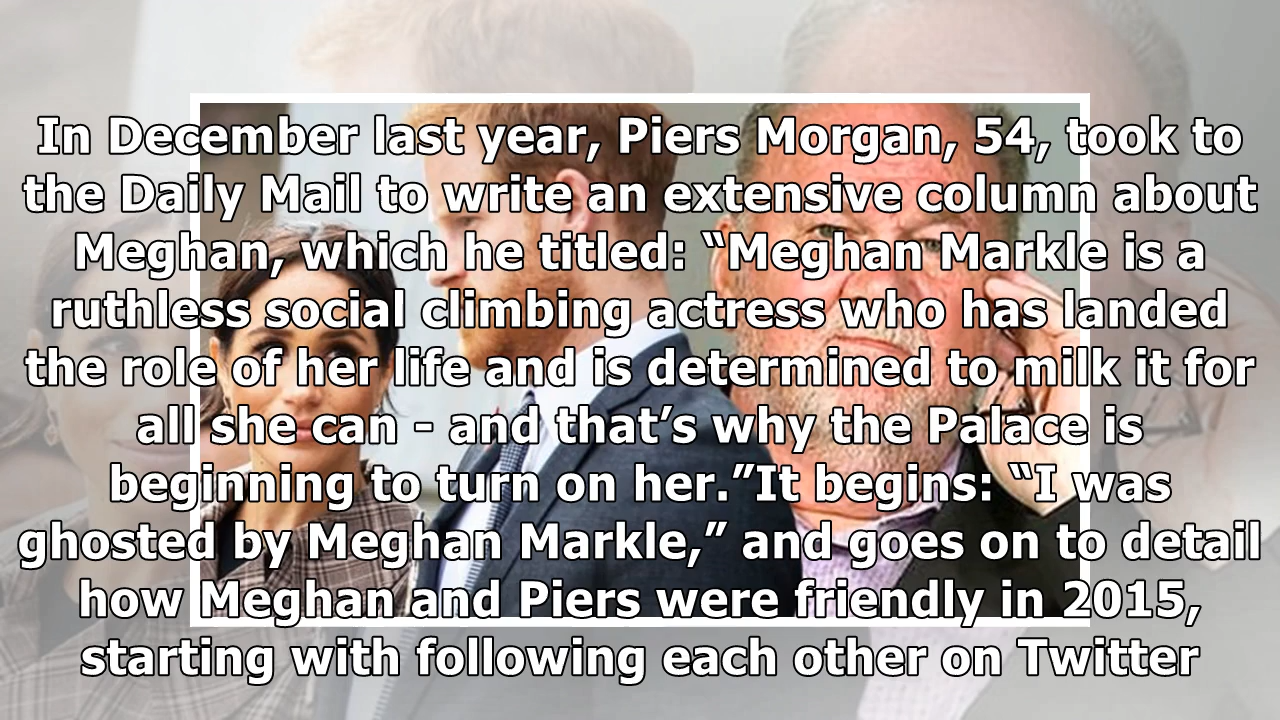 In December last year, Piers Morgan, 54, took to
the Daily Mail to write an extensive column about
Meghan, which he titled: “Meghan Markle is a
ruthless social climbing actress who has landed
the role of her life and is determined to milk it for
all she can - and that’s why the Palace is
beginning to turn on her.”It begins: “I was
ghosted by Meghan Markle,” and goes on to detail
how Meghan and Piers were friendly in 2015,
starting with following each other on Twitter